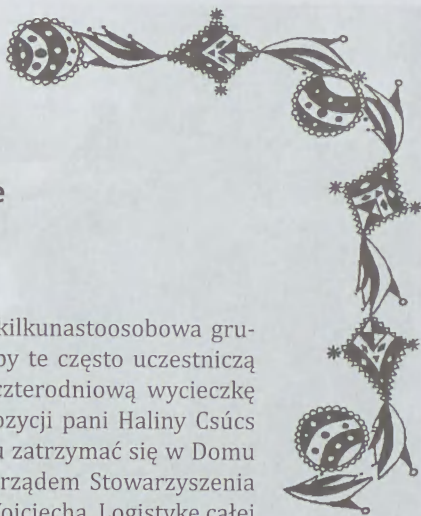 e
kilkunastoosobowa gru-
by te często uczestniczą
czterodniową wycieczkę
ozycji pani Haliny Csúcs
u zatrzymać się w Domu
rządem Stowarzyszenia
Wojciecha. Logistykę całej